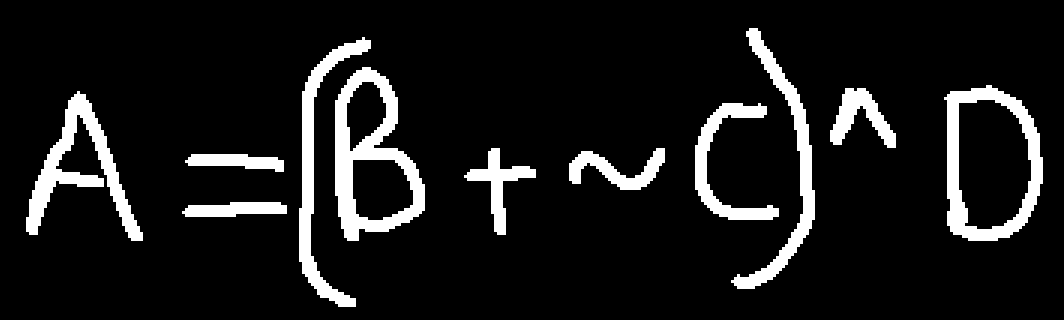 A = (B + ~ C) ^ D